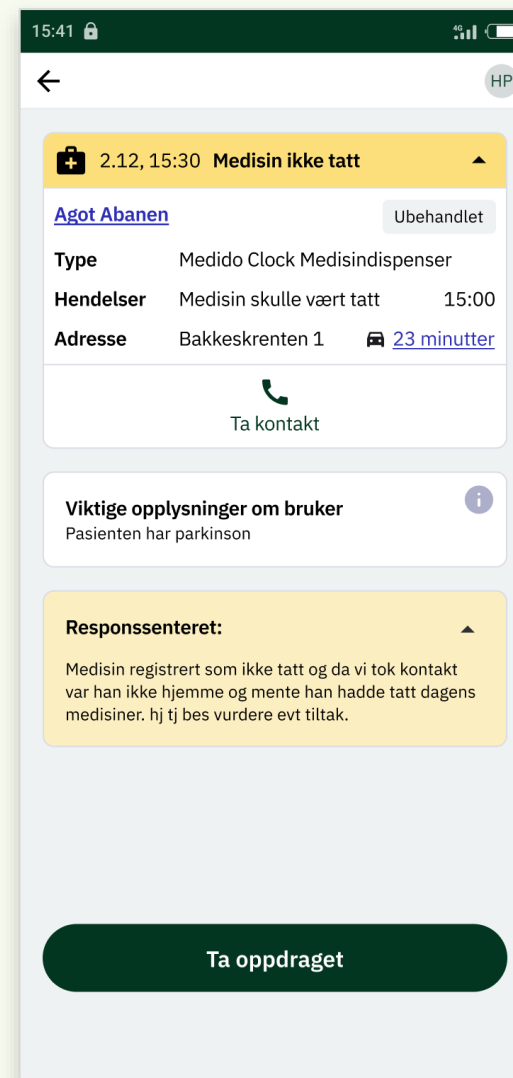 15:41
4G
HP
2.12, 15:30 Medisin ikke tatt
Agot Abanen Ubehandlet
Type Medido Clock Medisindispenser
Hendelser Medisin skulle vært tatt 15:00
Adresse Bakkeskrenten 1 23 minutter
Ta kontakt
Viktige opplysninger om bruker
Pasienten har parkinson
Responssenteret:
Medisin registrert som ikke tatt og da vi tok kontakt
var han ikke hjemme og mente han hadde tatt dagens
medisiner. hj tj bes vurdere evt tiltak.
Ta oppdraget